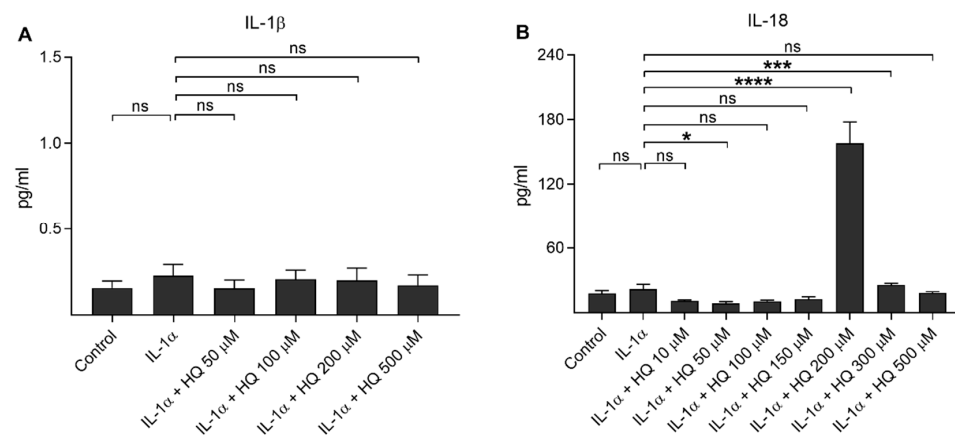 A
IL-1β
1.5
1.0
0.5
pg/ml
ns
ns
ns
ns
ns
Control
IL-1α
IL-1α + HQ 50 μM
IL-1α + HQ 100 μM
IL-1α + HQ 200 μM
IL-1α + HQ 500 μM
B
IL-18
240
180
120
60
pg/ml
ns
***
****
ns
ns
*
ns
ns
Control
IL-1α
IL-1α + HQ 10 μM
IL-1α + HQ 50 μM
IL-1α + HQ 100 μM
IL-1α + HQ 150 μM
IL-1α + HQ 200 μM
IL-1α + HQ 300 μM
IL-1α + HQ 500 μM